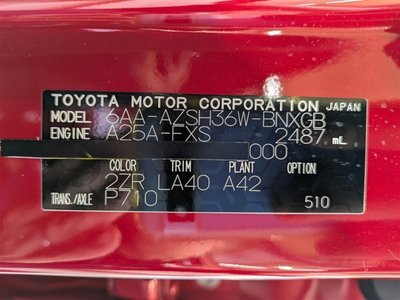 TOYOTA MOTOR CORPORATION JAPAN
MODEL 6AA-AZSH36W-BNXGB
ENGINE A25A-FXS 2487 mL
000
COLOR TRIM PLANT OPTION
2ZR LA40 A42
TRANS./AXLE P710 510